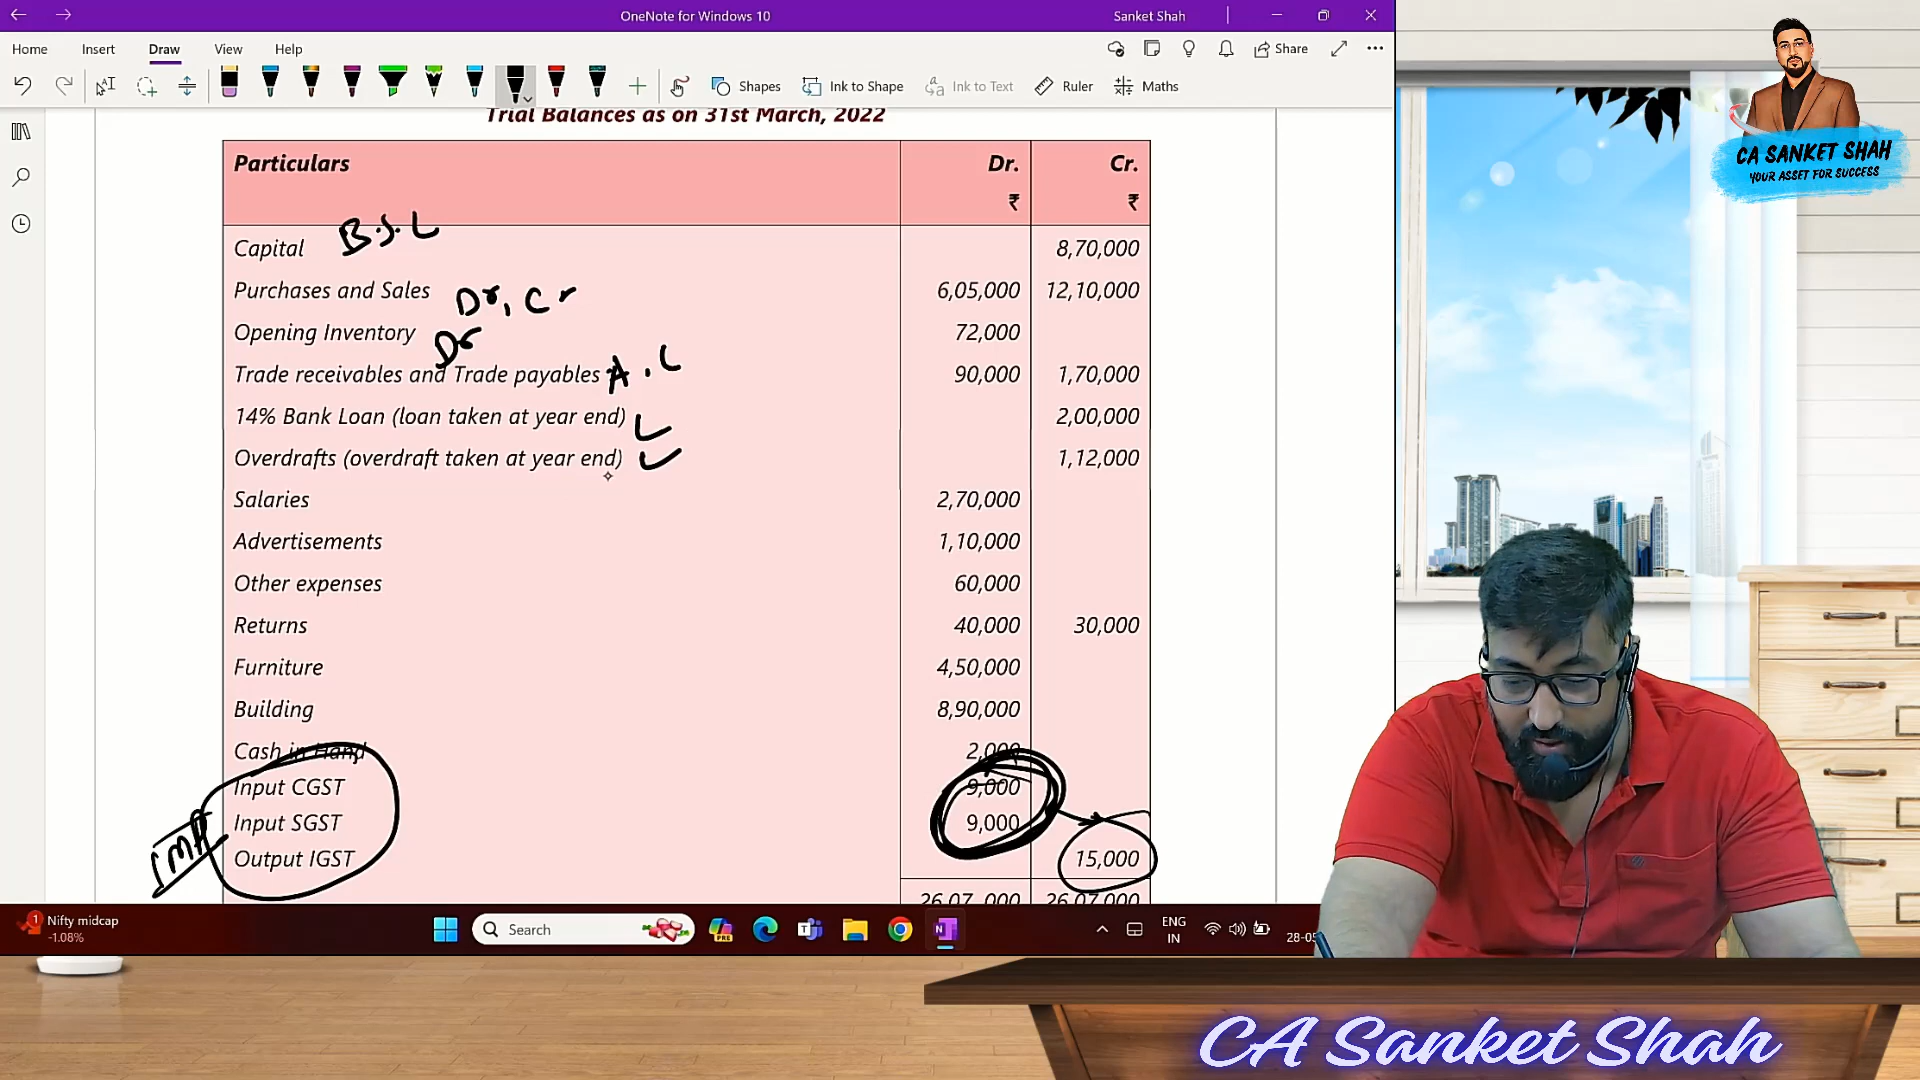 OneNote for Windows 10
Sanket Shah
Home Insert Draw View Help
Share
Shapes Ink to Shape Ink to Text Ruler Maths
Trial Balances as on 31st March, 2022
Particulars Dr. Cr.
₹ ₹
Capital B.S.L 8,70,000
Purchases and Sales Dr, Cr 6,05,000 12,10,000
Opening Inventory Dr 72,000
Trade receivables and Trade payables A, L 90,000 1,70,000
14% Bank Loan (loan taken at year end) L 2,00,000
Overdrafts (overdraft taken at year end) 1,12,000
Salaries 2,70,000
Advertisements 1,10,000
Other expenses 60,000
Returns 40,000 30,000
Furniture 4,50,000
Building 8,90,000
Cash in Hand 2,000
Input CGST 9,000
Input SGST 9,000
IMP
Output IGST 15,000
26,07,000 26,07,000
1
Nifty midcap
-1.08%
Search
PRE
ENG
IN
28-05
CA SANKET SHAH
YOUR ASSET FOR SUCCESS
CA Sanket Shah